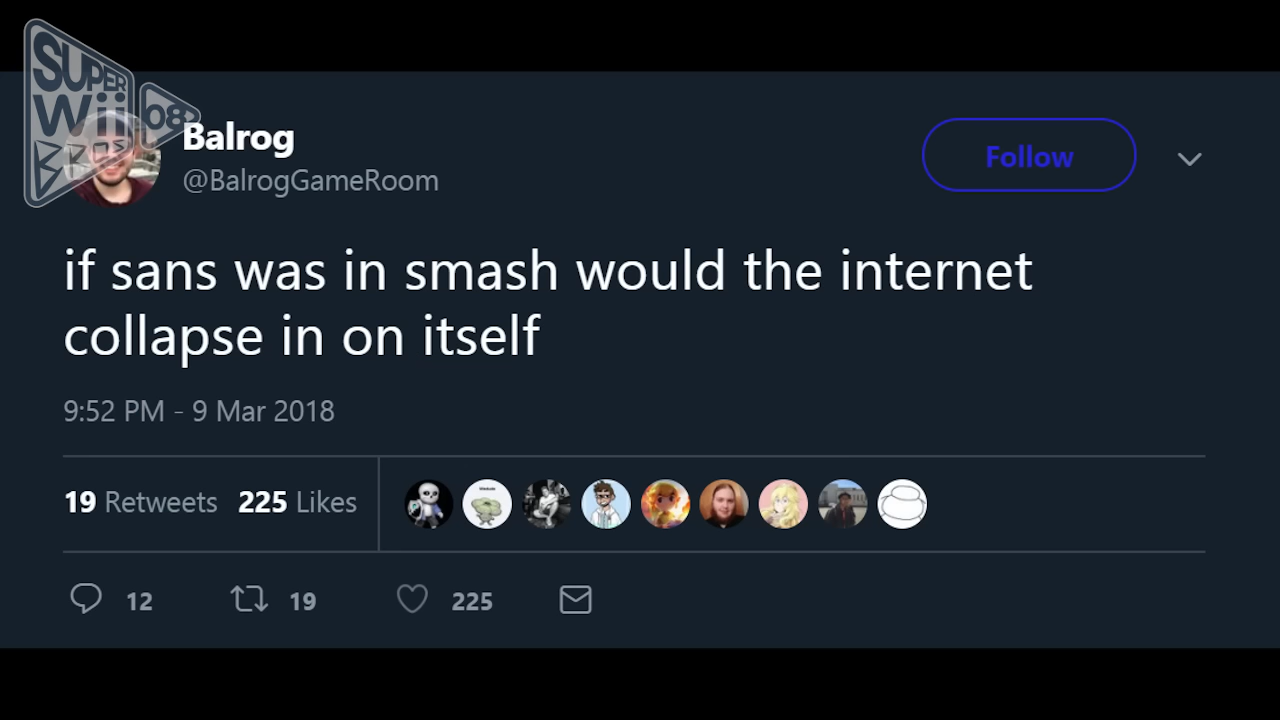 SUPER
Wii
08
Balrog
@BalrogGameRoom
Follow
if sans was in smash would the internet
collapse in on itself
9:52 PM - 9 Mar 2018
19 Retweets 225 Likes
12 19 225